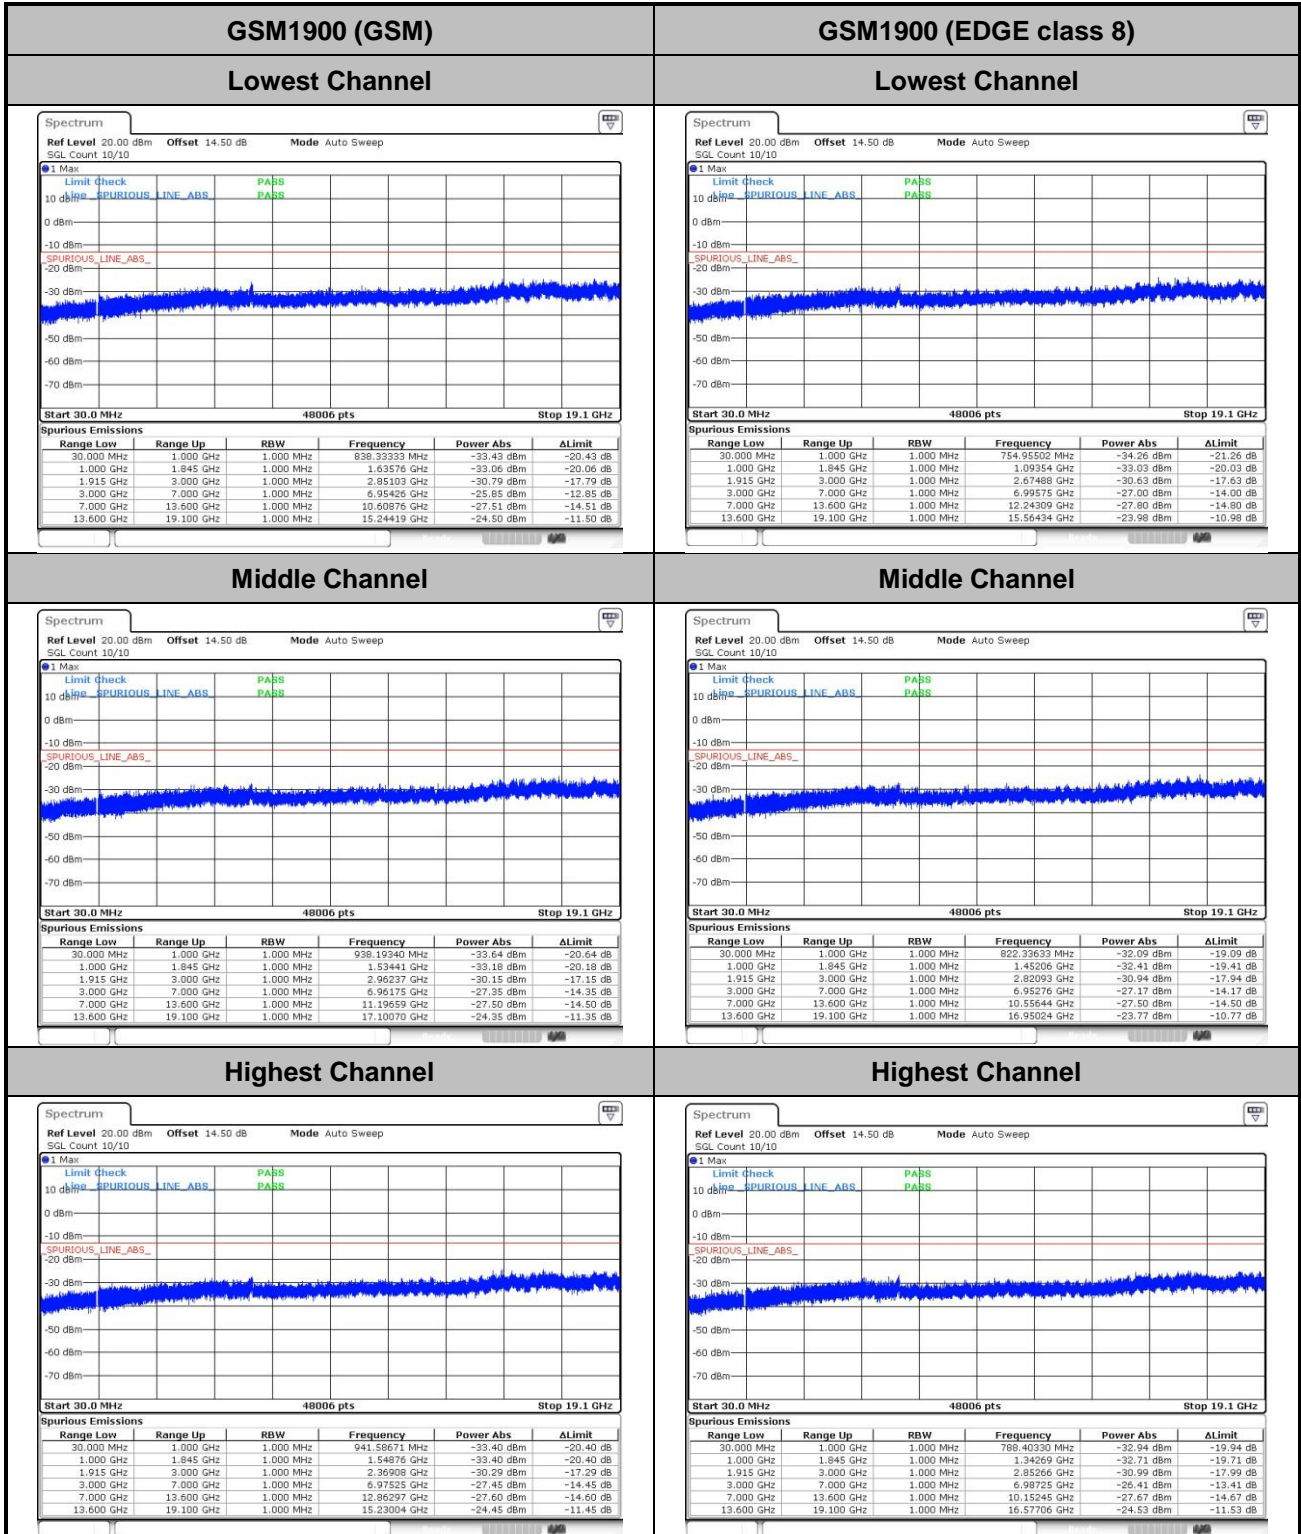 GSM1900 (GSM)
GSM1900 (EDGE class 8)
Lowest Channel
Lowest Channel
Spectrum
Ref Level 20.00 dBm Offset 14.50 dB Mode Auto Sweep
SGL Count 10/10
1 Max
Limit Check PASS
10 dBm Line _SPURIOUS_LINE_ABS_ PASS
0 dBm
-10 dBm
_SPURIOUS_LINE_ABS_
-20 dBm
-30 dBm
-50 dBm
-60 dBm
-70 dBm
Start 30.0 MHz 48006 pts Stop 19.1 GHz
Spurious Emissions
Range Low Range Up RBW Frequency Power Abs ΔLimit
30.000 MHz 1.000 GHz 1.000 MHz 838.33333 MHz -33.43 dBm -20.43 dB
1.000 GHz 1.845 GHz 1.000 MHz 1.63576 GHz -33.06 dBm -20.06 dB
1.915 GHz 3.000 GHz 1.000 MHz 2.85103 GHz -30.79 dBm -17.79 dB
3.000 GHz 7.000 GHz 1.000 MHz 6.95426 GHz -25.85 dBm -12.85 dB
7.000 GHz 13.600 GHz 1.000 MHz 10.60876 GHz -27.51 dBm -14.51 dB
13.600 GHz 19.100 GHz 1.000 MHz 15.24419 GHz -24.50 dBm -11.50 dB
Spectrum
Ref Level 20.00 dBm Offset 14.50 dB Mode Auto Sweep
SGL Count 10/10
1 Max
Limit Check PASS
10 dBm Line _SPURIOUS_LINE_ABS_ PASS
0 dBm
-10 dBm
_SPURIOUS_LINE_ABS_
-20 dBm
-30 dBm
-50 dBm
-60 dBm
-70 dBm
Start 30.0 MHz 48006 pts Stop 19.1 GHz
Spurious Emissions
Range Low Range Up RBW Frequency Power Abs ΔLimit
30.000 MHz 1.000 GHz 1.000 MHz 754.95502 MHz -34.26 dBm -21.26 dB
1.000 GHz 1.845 GHz 1.000 MHz 1.09354 GHz -33.03 dBm -20.03 dB
1.915 GHz 3.000 GHz 1.000 MHz 2.67488 GHz -30.63 dBm -17.63 dB
3.000 GHz 7.000 GHz 1.000 MHz 6.99575 GHz -27.00 dBm -14.00 dB
7.000 GHz 13.600 GHz 1.000 MHz 12.24309 GHz -27.80 dBm -14.80 dB
13.600 GHz 19.100 GHz 1.000 MHz 15.56434 GHz -23.98 dBm -10.98 dB
Middle Channel
Middle Channel
Spectrum
Ref Level 20.00 dBm Offset 14.50 dB Mode Auto Sweep
SGL Count 10/10
1 Max
Limit Check PASS
10 dBm Line _SPURIOUS_LINE_ABS_ PASS
0 dBm
-10 dBm
_SPURIOUS_LINE_ABS_
-20 dBm
-30 dBm
-50 dBm
-60 dBm
-70 dBm
Start 30.0 MHz 48006 pts Stop 19.1 GHz
Spurious Emissions
Range Low Range Up RBW Frequency Power Abs ΔLimit
30.000 MHz 1.000 GHz 1.000 MHz 938.19340 MHz -33.64 dBm -20.64 dB
1.000 GHz 1.845 GHz 1.000 MHz 1.53441 GHz -33.18 dBm -20.18 dB
1.915 GHz 3.000 GHz 1.000 MHz 2.96237 GHz -30.15 dBm -17.15 dB
3.000 GHz 7.000 GHz 1.000 MHz 6.96175 GHz -27.35 dBm -14.35 dB
7.000 GHz 13.600 GHz 1.000 MHz 11.19659 GHz -27.50 dBm -14.50 dB
13.600 GHz 19.100 GHz 1.000 MHz 17.10070 GHz -24.35 dBm -11.35 dB
Spectrum
Ref Level 20.00 dBm Offset 14.50 dB Mode Auto Sweep
SGL Count 10/10
1 Max
Limit Check PASS
10 dBm Line _SPURIOUS_LINE_ABS_ PASS
0 dBm
-10 dBm
_SPURIOUS_LINE_ABS_
-20 dBm
-30 dBm
-50 dBm
-60 dBm
-70 dBm
Start 30.0 MHz 48006 pts Stop 19.1 GHz
Spurious Emissions
Range Low Range Up RBW Frequency Power Abs ΔLimit
30.000 MHz 1.000 GHz 1.000 MHz 822.33633 MHz -32.09 dBm -19.09 dB
1.000 GHz 1.845 GHz 1.000 MHz 1.45206 GHz -32.41 dBm -19.41 dB
1.915 GHz 3.000 GHz 1.000 MHz 2.82093 GHz -30.94 dBm -17.94 dB
3.000 GHz 7.000 GHz 1.000 MHz 6.95276 GHz -27.17 dBm -14.17 dB
7.000 GHz 13.600 GHz 1.000 MHz 10.55644 GHz -27.50 dBm -14.50 dB
13.600 GHz 19.100 GHz 1.000 MHz 16.95024 GHz -23.77 dBm -10.77 dB
Highest Channel
Highest Channel
Spectrum
Ref Level 20.00 dBm Offset 14.50 dB Mode Auto Sweep
SGL Count 10/10
1 Max
Limit Check PASS
10 dBm Line _SPURIOUS_LINE_ABS_ PASS
0 dBm
-10 dBm
_SPURIOUS_LINE_ABS_
-20 dBm
-30 dBm
-50 dBm
-60 dBm
-70 dBm
Start 30.0 MHz 48006 pts Stop 19.1 GHz
Spurious Emissions
Range Low Range Up RBW Frequency Power Abs ΔLimit
30.000 MHz 1.000 GHz 1.000 MHz 941.58671 MHz -33.40 dBm -20.40 dB
1.000 GHz 1.845 GHz 1.000 MHz 1.54876 GHz -33.40 dBm -20.40 dB
1.915 GHz 3.000 GHz 1.000 MHz 2.36908 GHz -30.29 dBm -17.29 dB
3.000 GHz 7.000 GHz 1.000 MHz 6.97525 GHz -27.45 dBm -14.45 dB
7.000 GHz 13.600 GHz 1.000 MHz 12.86297 GHz -27.60 dBm -14.60 dB
13.600 GHz 19.100 GHz 1.000 MHz 15.23004 GHz -24.45 dBm -11.45 dB
Spectrum
Ref Level 20.00 dBm Offset 14.50 dB Mode Auto Sweep
SGL Count 10/10
1 Max
Limit Check PASS
10 dBm Line _SPURIOUS_LINE_ABS_ PASS
0 dBm
-10 dBm
_SPURIOUS_LINE_ABS_
-20 dBm
-30 dBm
-50 dBm
-60 dBm
-70 dBm
Start 30.0 MHz 48006 pts Stop 19.1 GHz
Spurious Emissions
Range Low Range Up RBW Frequency Power Abs ΔLimit
30.000 MHz 1.000 GHz 1.000 MHz 788.40330 MHz -32.94 dBm -19.94 dB
1.000 GHz 1.845 GHz 1.000 MHz 1.34269 GHz -32.71 dBm -19.71 dB
1.915 GHz 3.000 GHz 1.000 MHz 2.85266 GHz -30.99 dBm -17.99 dB
3.000 GHz 7.000 GHz 1.000 MHz 6.98725 GHz -26.41 dBm -13.41 dB
7.000 GHz 13.600 GHz 1.000 MHz 10.15245 GHz -27.67 dBm -14.67 dB
13.600 GHz 19.100 GHz 1.000 MHz 16.57706 GHz -24.53 dBm -11.53 dB